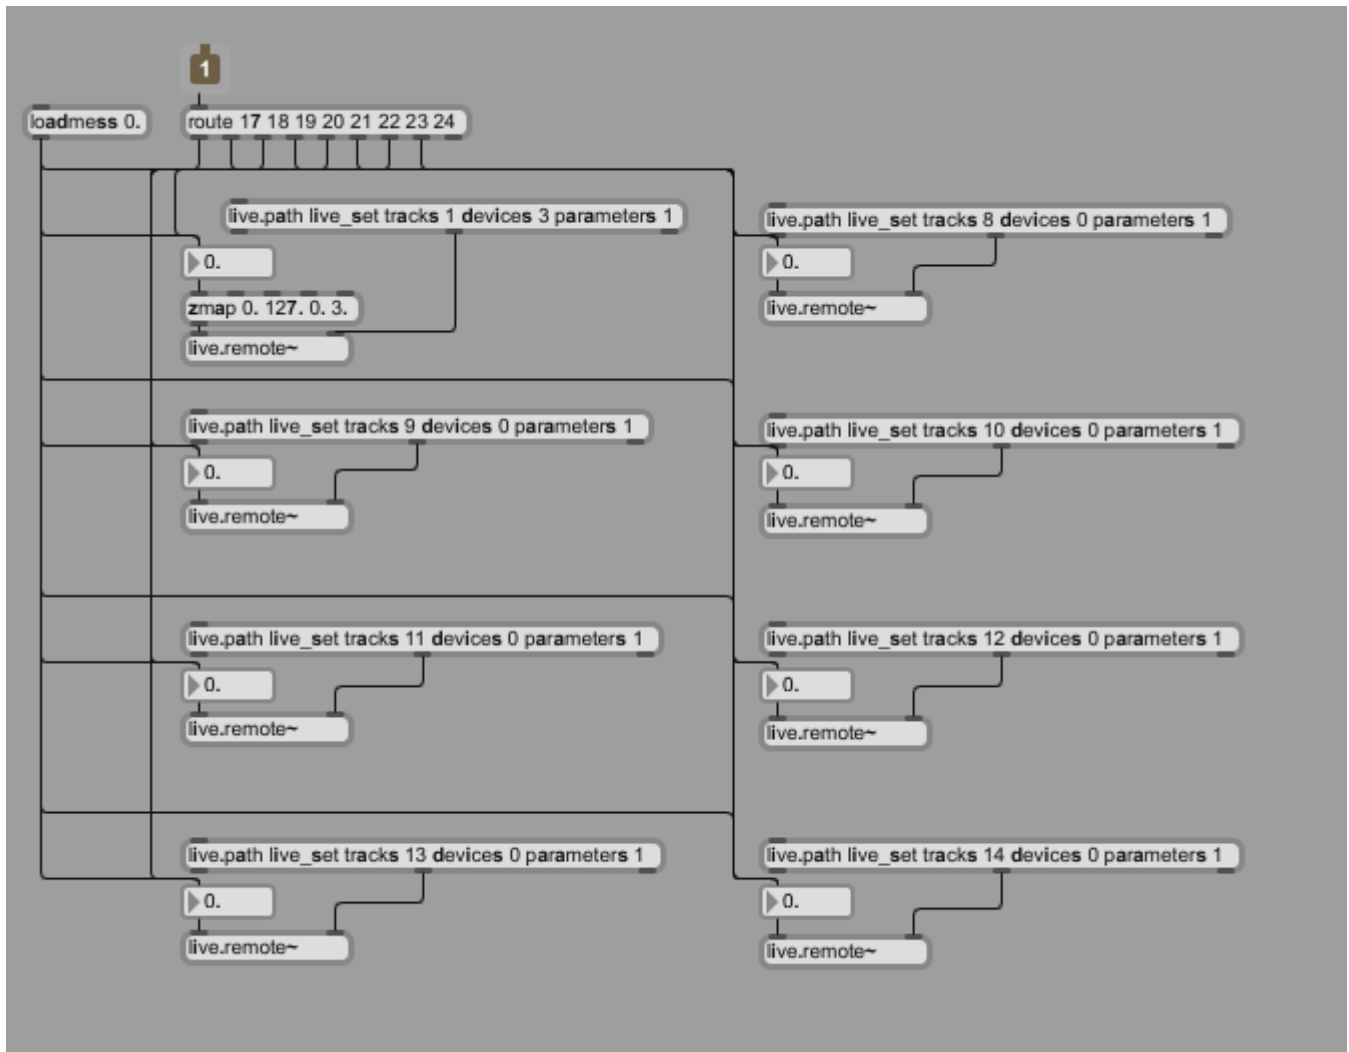 1
loadmess 0.
route 17 18 19 20 21 22 23 24
live.path live_set tracks 1 devices 3 parameters 1
0.
zmap 0. 127. 0. 3.
live.remote~
live.path live_set tracks 8 devices 0 parameters 1
0.
live.remote~
live.path live_set tracks 9 devices 0 parameters 1
0.
live.remote~
live.path live_set tracks 10 devices 0 parameters 1
0.
live.remote~
live.path live_set tracks 11 devices 0 parameters 1
0.
live.remote~
live.path live_set tracks 12 devices 0 parameters 1
0.
live.remote~
live.path live_set tracks 13 devices 0 parameters 1
0.
live.remote~
live.path live_set tracks 14 devices 0 parameters 1
0.
live.remote~